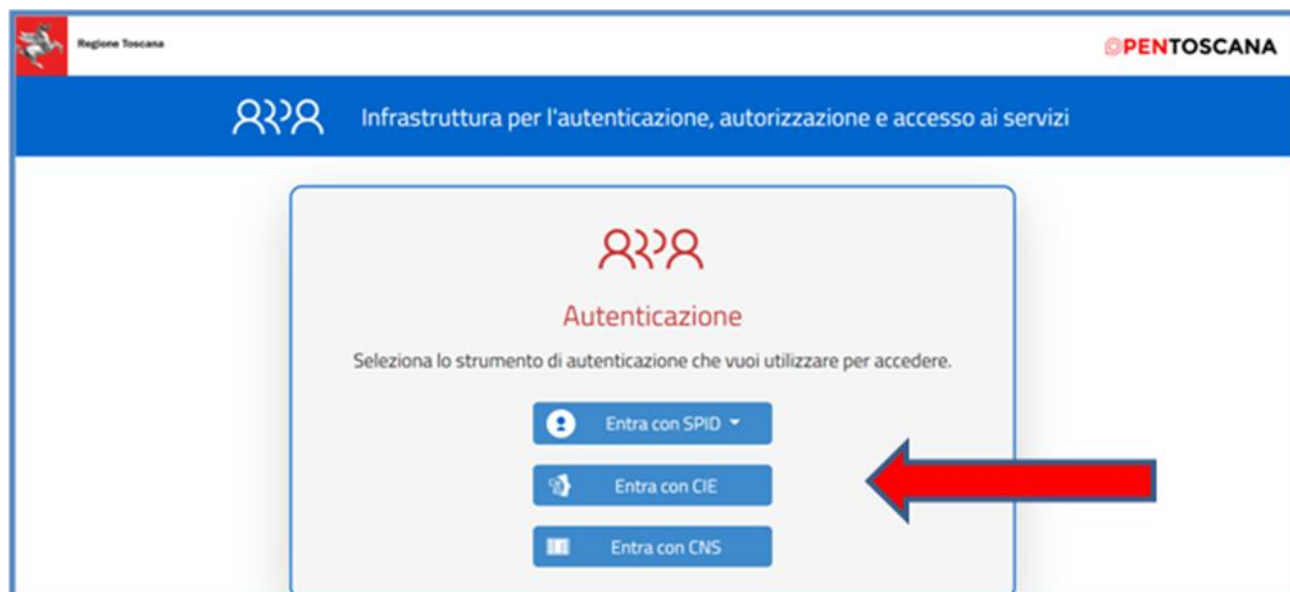 Regione Toscana
OPENTOSCANA
Infrastruttura per l'autenticazione, autorizzazione e accesso ai servizi
Autenticazione
Seleziona lo strumento di autenticazione che vuoi utilizzare per accedere.
Entra con SPID
Entra con CIE
Entra con CNS